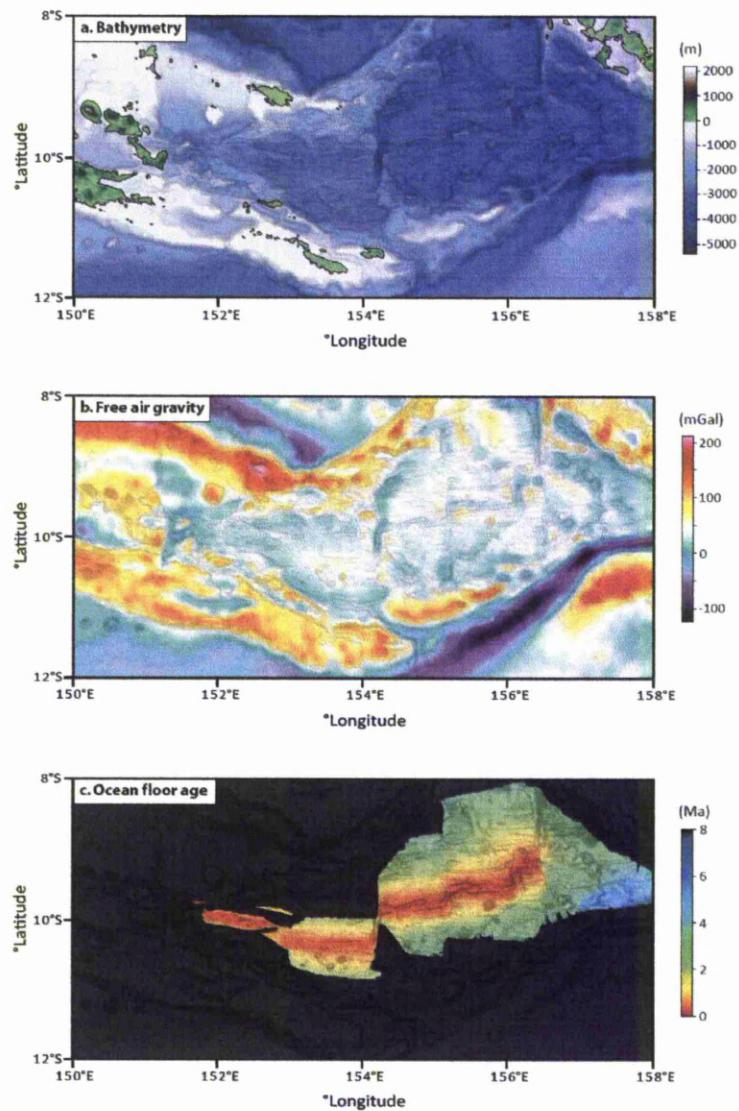 a. Bathymetry
8°S
10°S
12°S
°Latitude
150°E 152°E 154°E 156°E 158°E
°Longitude
(m)
2000
1000
0
-1000
-2000
-3000
-4000
-5000
b. Free air gravity
8°S
10°S
12°S
°Latitude
150°E 152°E 154°E 156°E 158°E
°Longitude
(mGal)
200
100
0
-100
c. Ocean floor age
8°S
10°S
12°S
°Latitude
150°E 152°E 154°E 156°E 158°E
°Longitude
(Ma)
8
6
4
2
0